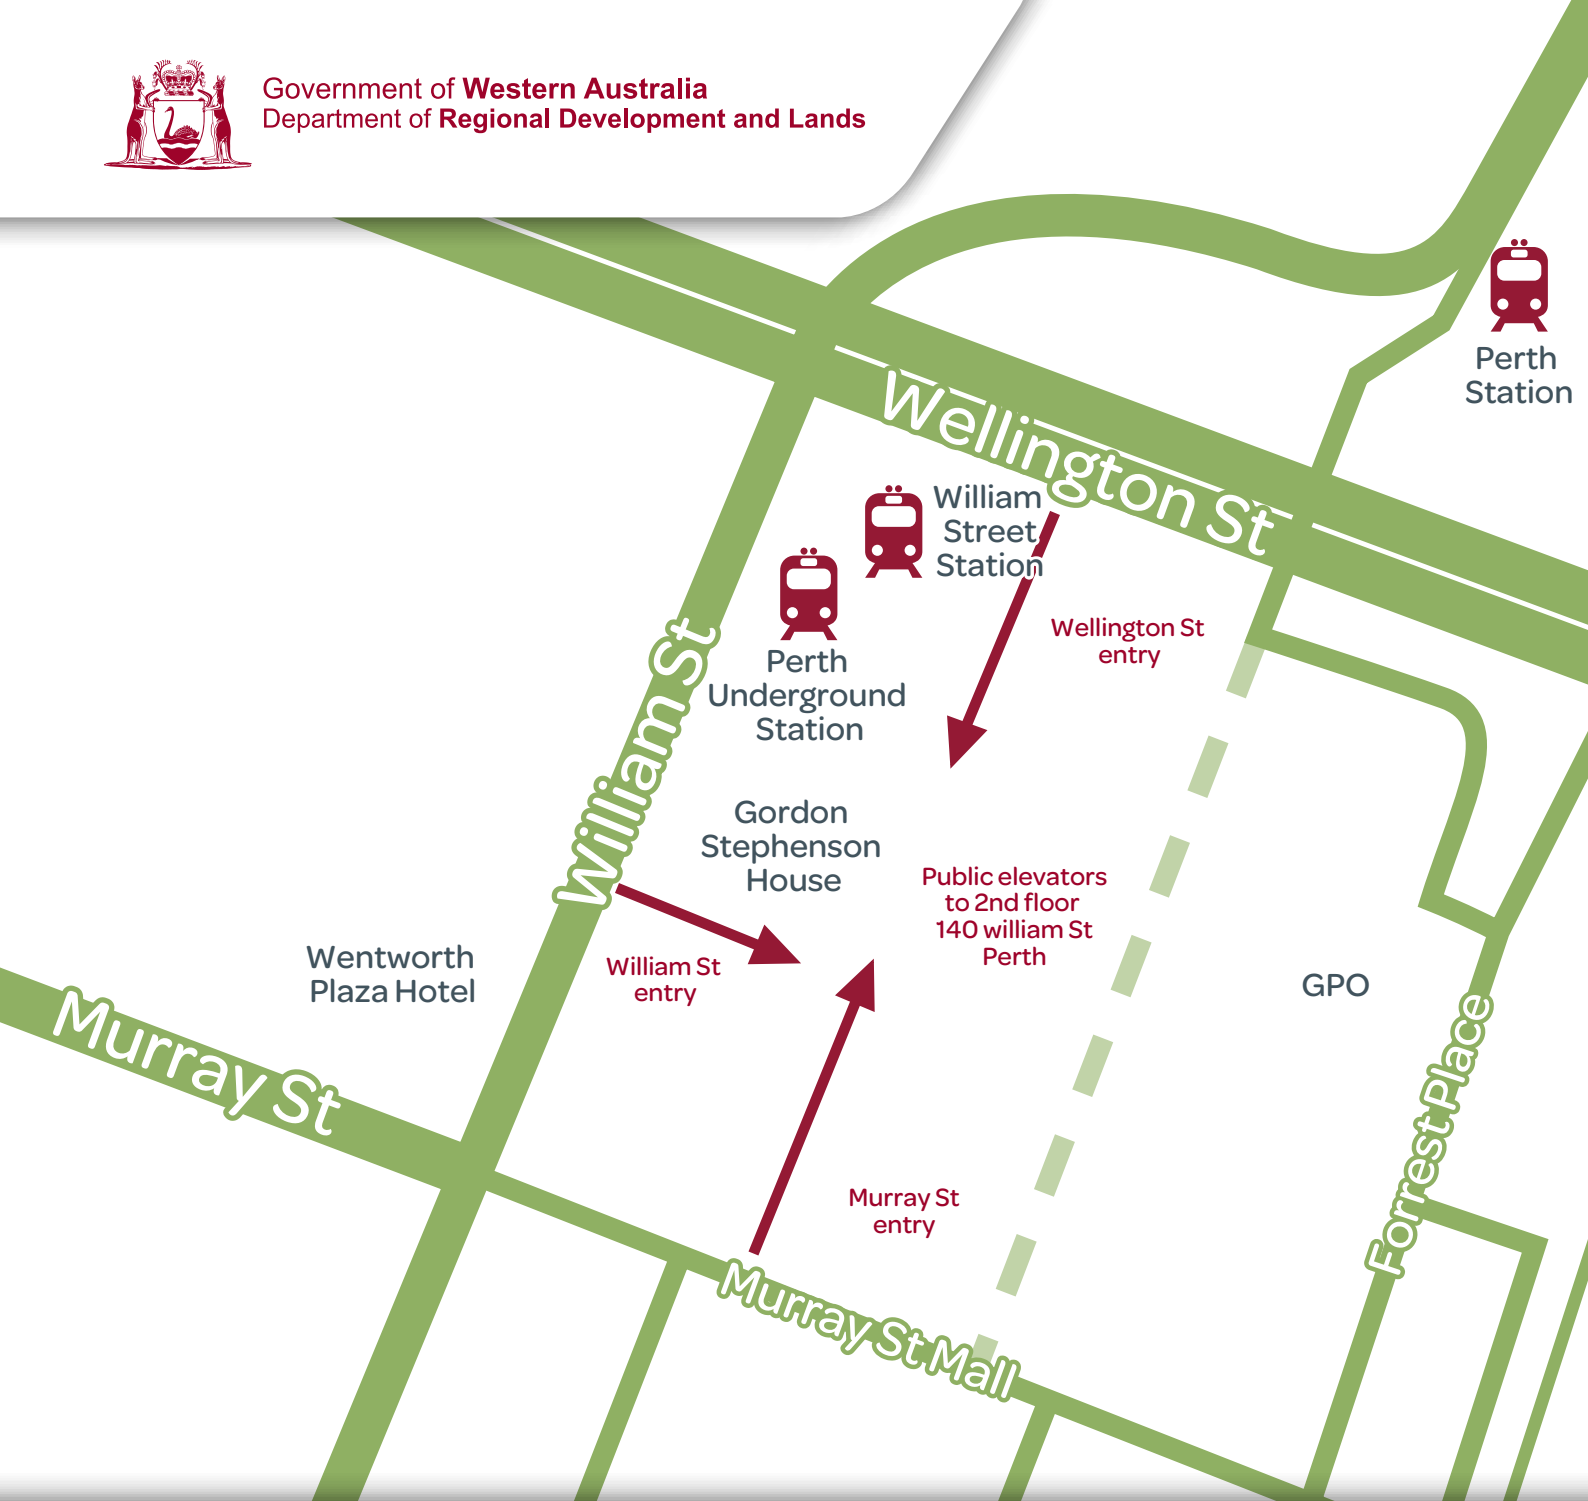 Government of Western Australia
Department of Regional Development and Lands
Perth
Station
Wellington St
William
Street
Station
Wellington St
entry
Perth
Underground
Station
William St
Gordon
Stephenson
House
Public elevators
to 2nd floor
140 william St
Perth
Wentworth
Plaza Hotel
William St
entry
GPO
Murray St
Forrest Place
Murray St
entry
Murray St Mall